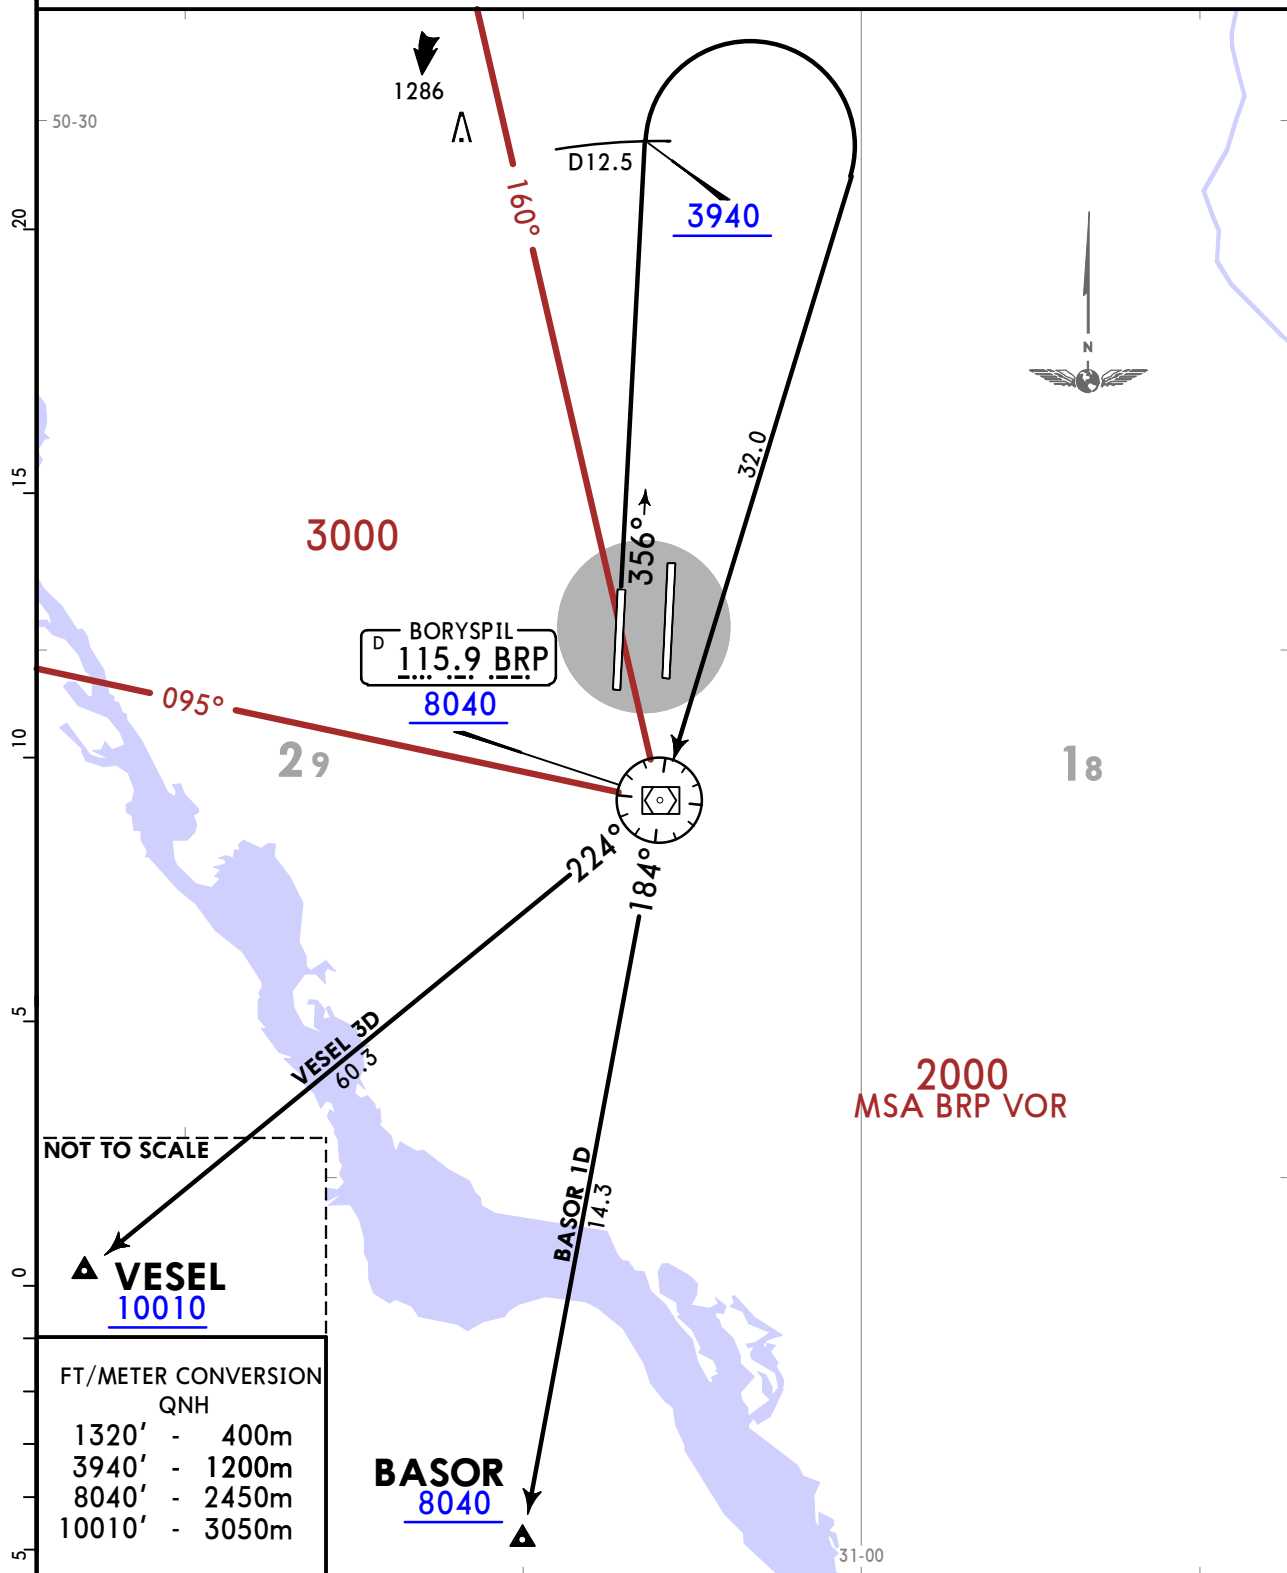 1286
50-30
D12.5
160°
3940
20
N
32.0
15
356°
3000
BORYSPIL
D 115.9 BRP
8040
095°
10
29
18
224°
184°
5
VESEL 3D
60.3
2000
MSA BRP VOR
NOT TO SCALE
BASOR 1D
14.3
0
VESEL
10010
FT/METER CONVERSION
QNH
1320' - 400m
3940' - 1200m
8040' - 2450m
10010' - 3050m
BASOR
8040
5
31-00